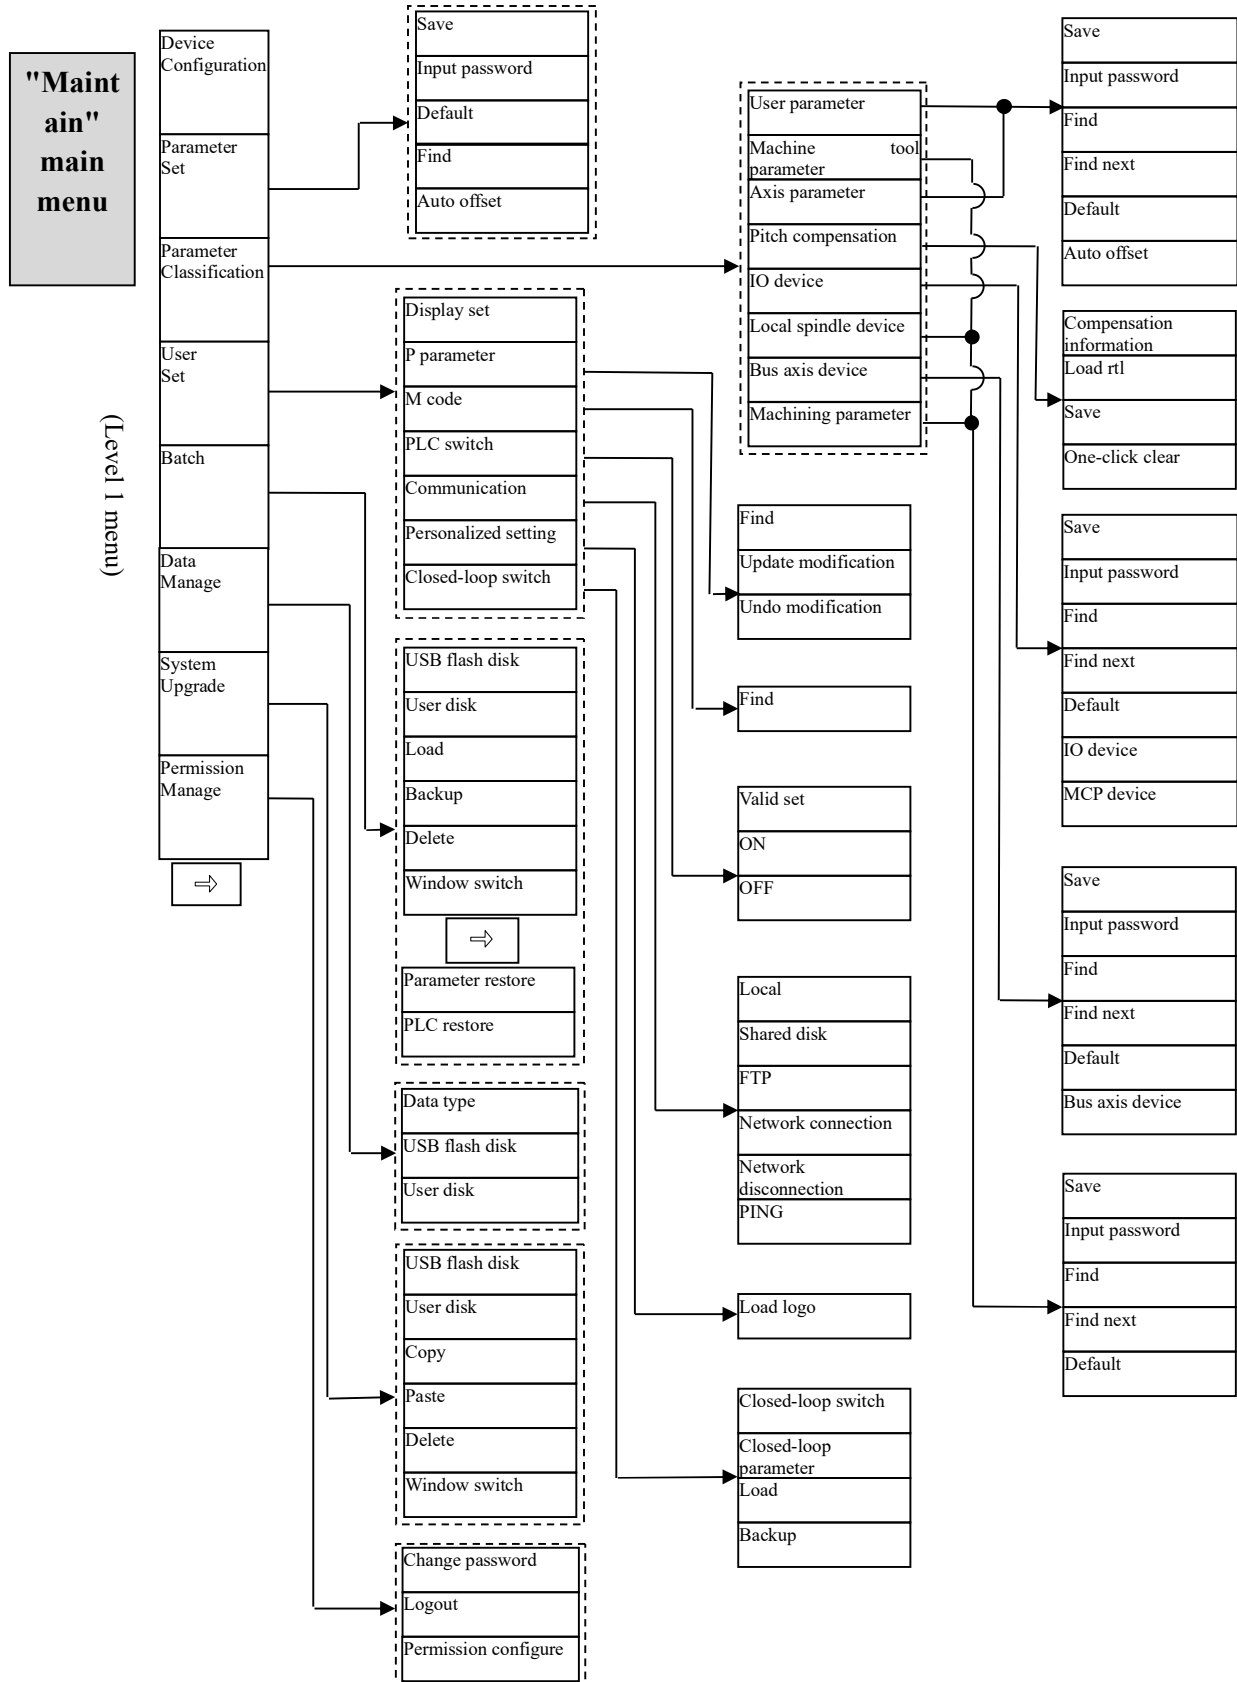 "Maint
ain"
main
menu
(Level 1 menu)
Device
Configuration
Parameter
Set
Parameter
Classification
User
Set
Batch
Data
Manage
System
Upgrade
Permission
Manage
Save
Input password
Default
Find
Auto offset
Display set
P parameter
M code
PLC switch
Communication
Personalized setting
Closed-loop switch
USB flash disk
User disk
Load
Backup
Delete
Window switch
Parameter restore
PLC restore
Data type
USB flash disk
User disk
USB flash disk
User disk
Copy
Paste
Delete
Window switch
Change password
Logout
Permission configure
User parameter
Machine tool
parameter
Axis parameter
Pitch compensation
IO device
Local spindle device
Bus axis device
Machining parameter
Find
Update modification
Undo modification
Find
Valid set
ON
OFF
Local
Shared disk
FTP
Network connection
Network
disconnection
PING
Load logo
Closed-loop switch
Closed-loop
parameter
Load
Backup
Save
Input password
Find
Find next
Default
Auto offset
Compensation
information
Load rtl
Save
One-click clear
Save
Input password
Find
Find next
Default
IO device
MCP device
Save
Input password
Find
Find next
Default
Bus axis device
Save
Input password
Find
Find next
Default